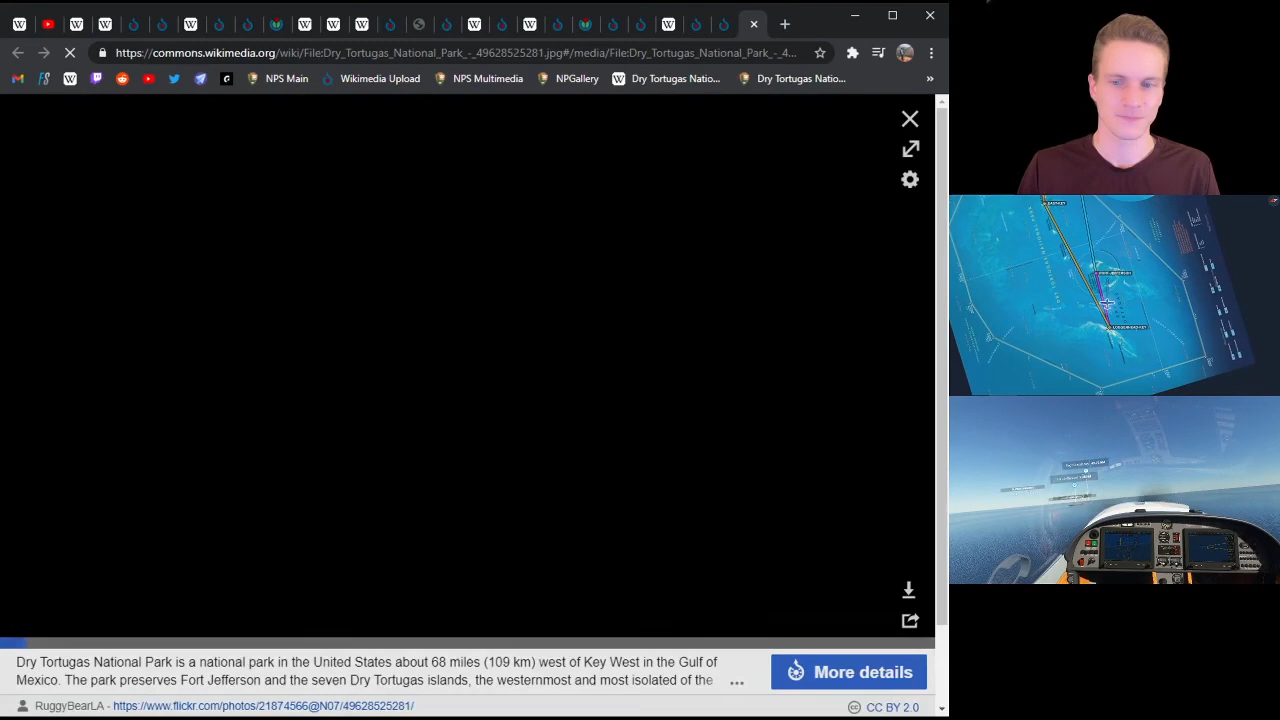 https://commons.wikimedia.org/wiki/File:Dry_Tortugas_National_Park_-_49628525281.jpg#/media/File:Dry_Tortugas_National_Park_-_4...
NPS Main
Wikimedia Upload
NPS Multimedia
NPGallery
Dry Tortugas Natio...
Dry Tortugas Natio...
»
Dry Tortugas National Park is a national park in the United States about 68 miles (109 km) west of Key West in the Gulf of
Mexico. The park preserves Fort Jefferson and the seven Dry Tortugas islands, the westernmost and most isolated of the
...
More details
RuggyBearLA - https://www.flickr.com/photos/21874566@N07/49628525281/
CC BY 2.0
LOGGERHEAD KEY